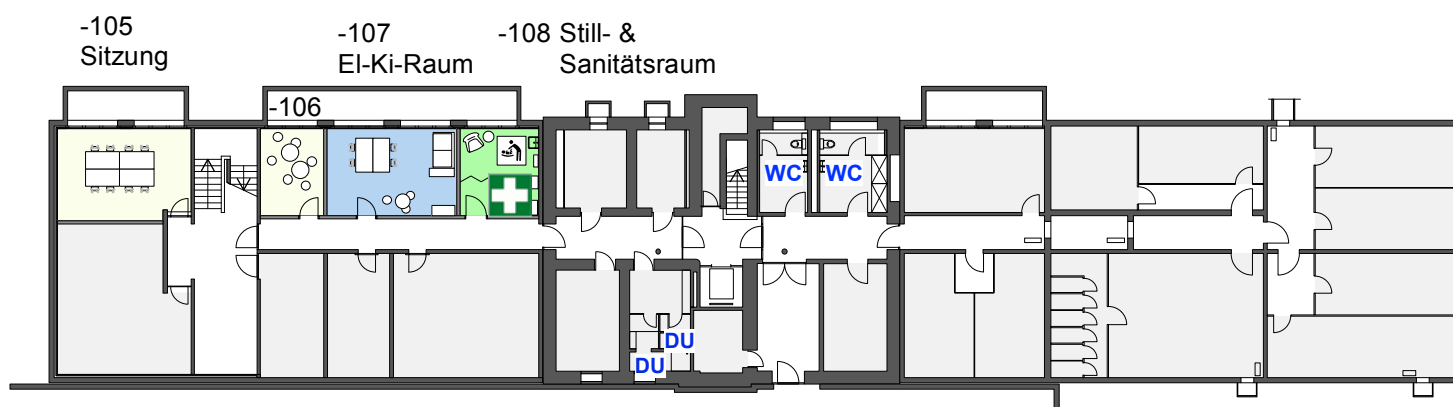 -105
Sitzung
-107
El-Ki-Raum
-108 Still- &
Sanitätsraum
-106
WC
WC
DU
DU